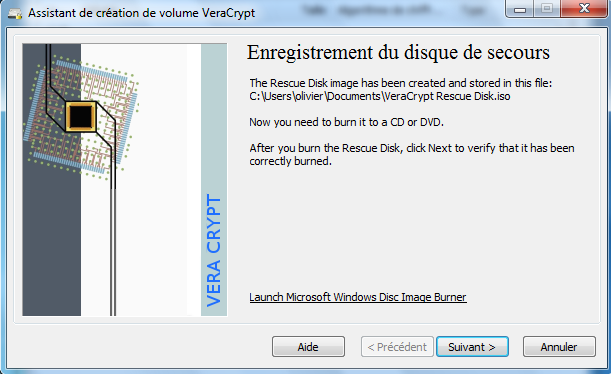 Assistant de création de volume VeraCrypt
Enregistrement du disque de secours
The Rescue Disk image has been created and stored in this file:
C:\Users\olivier\Documents\VeraCrypt Rescue Disk.iso
Now you need to burn it to a CD or DVD.
After you burn the Rescue Disk, click Next to verify that it has been
correctly burned.
VERA CRYPT
Launch Microsoft Windows Disc Image Burner
Aide
< Précédent
Suivant >
Annuler